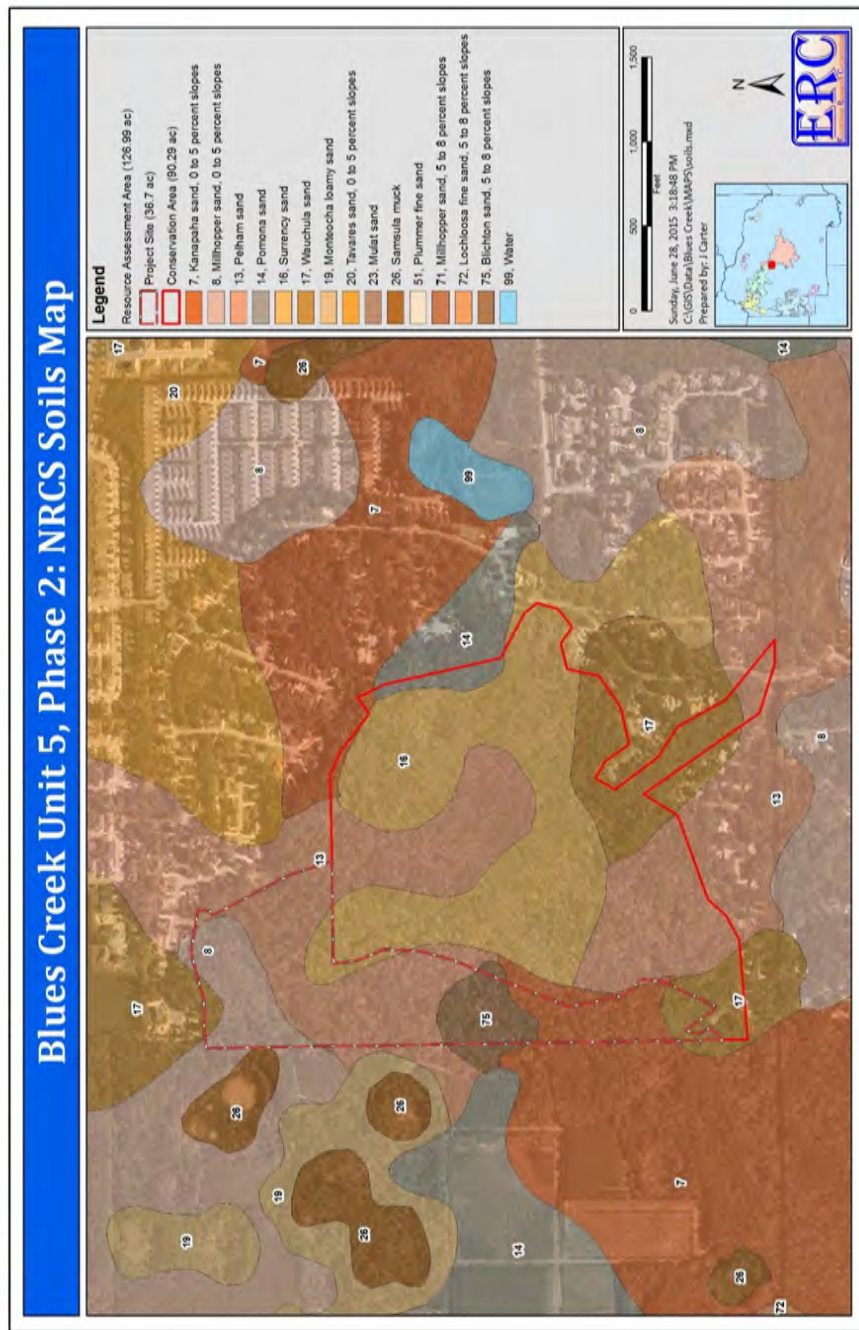 Blues Creek Unit 5, Phase 2: NRCS Soils Map
17
20
7
26
14
8
8
99
7
14
13
8
16
17
13
13
8
17
75
17
26
26
19
26
19
14
7
26
72
Legend
Resource Assessment Area (126.99 ac)
Project Site (36.7 ac)
Conservation Area (90.29 ac)
7, Kanapaha sand, 0 to 5 percent slopes
8, Millhopper sand, 0 to 5 percent slopes
13, Pelham sand
14, Pomona sand
16, Surrency sand
17, Wauchula sand
19, Monteocha loamy sand
20, Tavares sand, 0 to 5 percent slopes
23, Mulat sand
26, Samsula muck
51, Plummer fine sand
71, Millhopper sand, 5 to 8 percent slopes
72, Lochloosa fine sand, 5 to 8 percent slopes
75, Blichton sand, 5 to 8 percent slopes
99, Water
0 500 1,000 1,500
Feet
N
Sunday, June 28, 2015 3:18:48 PM
C:\GIS\Data\Blues Creek\MAPS\soils.mxd
Prepared by: J Carter
ERC